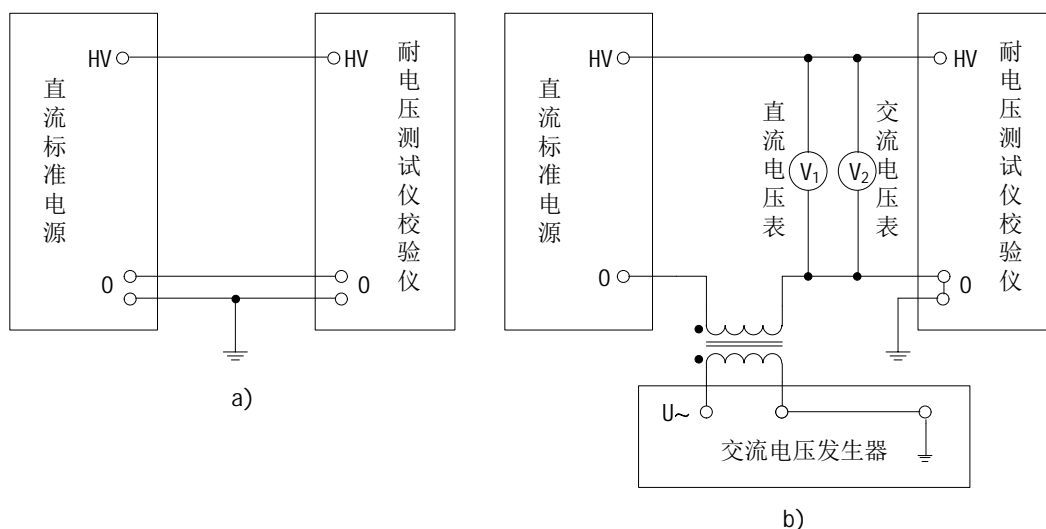 HV
HV
直流标准电源
耐电压测试仪校验仪
0
0
a)
HV
HV
直流标准电源
直流电压表
V1
交流电压表
V2
耐电压测试仪校验仪
0
0
U~
交流电压发生器
b)